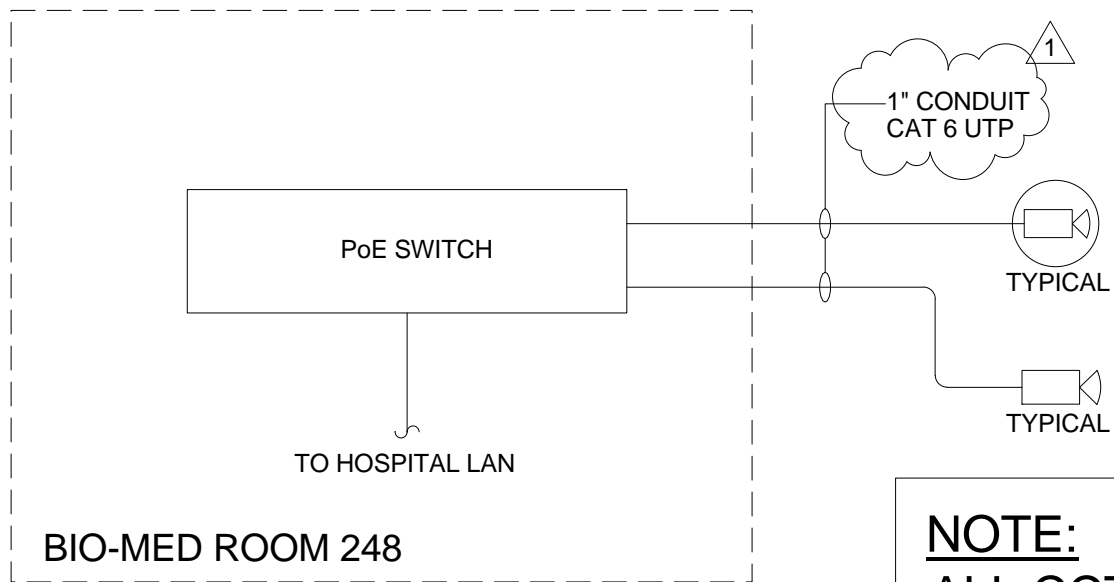 1
1" CONDUIT
CAT 6 UTP
PoE SWITCH
TYPICAL
TYPICAL
TO HOSPITAL LAN
BIO-MED ROOM 248
NOTE: